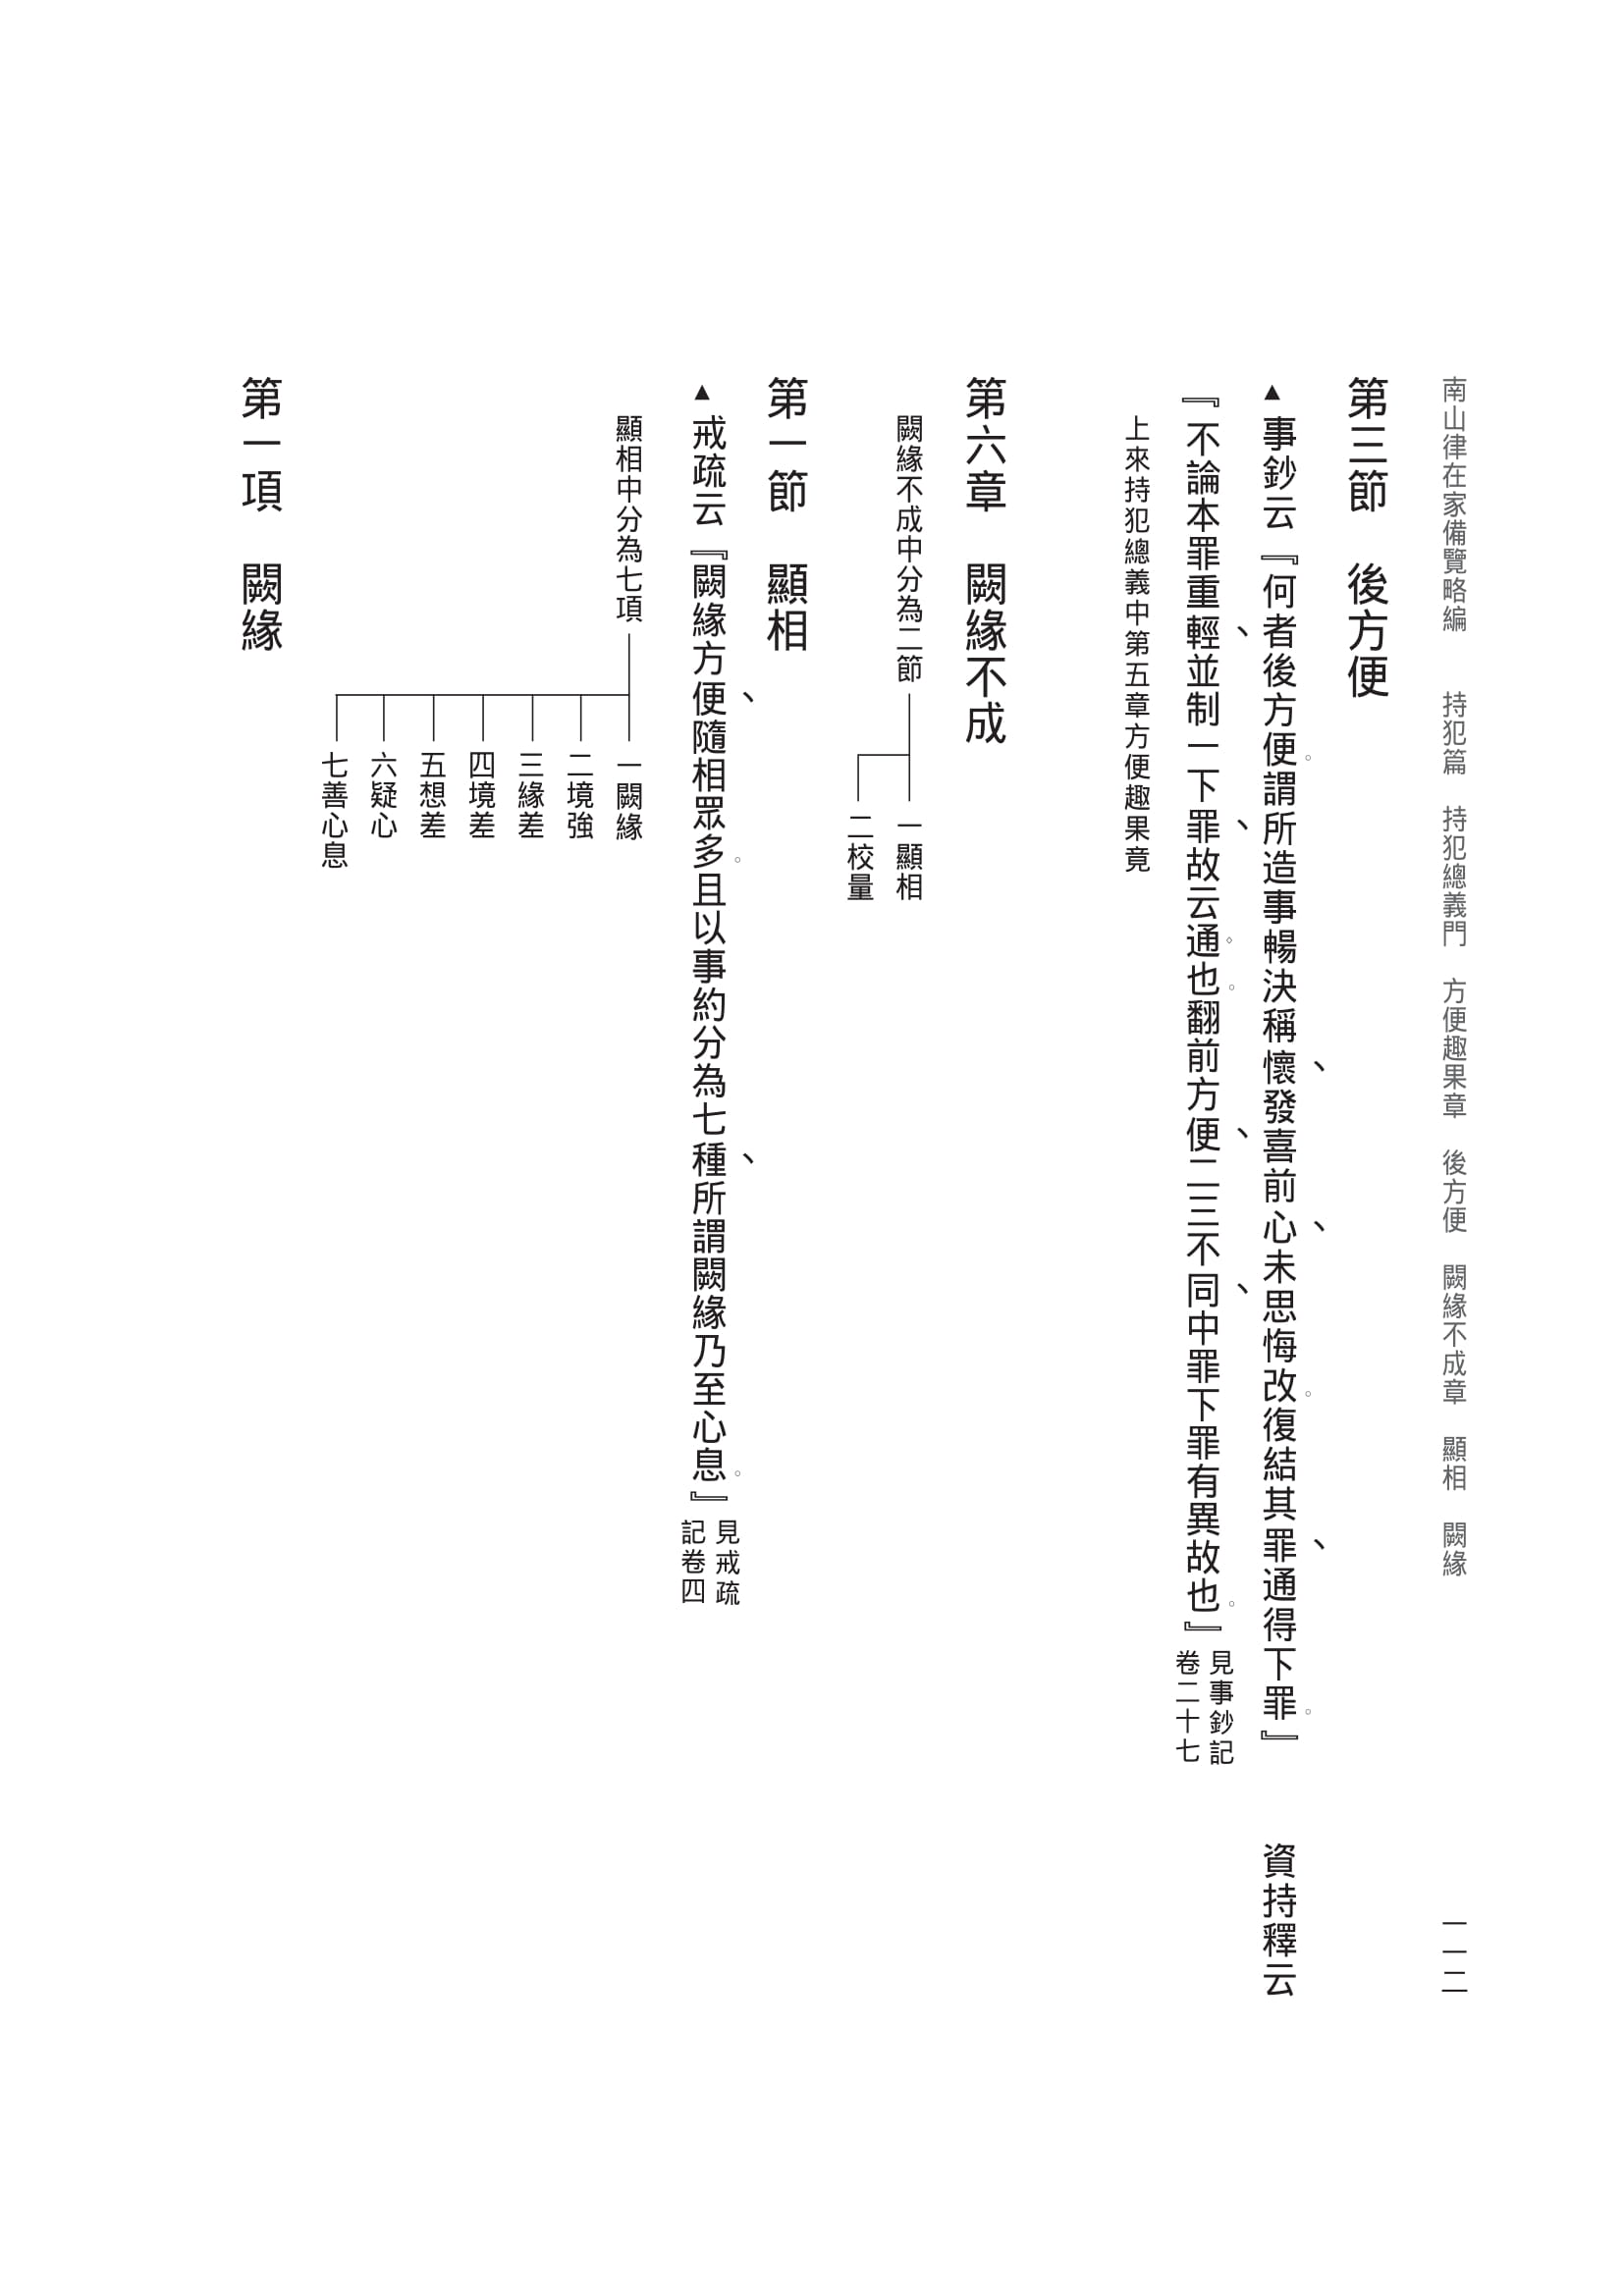 南山律在家備覽略編　持犯篇　持犯總義門　方便趣果章　後方便　闕緣不成章　顯相　闕緣　一一二
第三節　後方便
▲事鈔云『何者後方便。謂所造事暢決稱懷、發喜前心、未思悔改。復結其罪、通得下罪。』　資持釋云
『不論本罪重輕、並制一下罪、故云通。也。翻前方便、二三不同、中罪下罪有異故也。』見事鈔記卷二十七
上來持犯總義中第五章方便趣果竟
第六章　闕緣不成
闕緣不成中分為二節
一顯相
二校量
第一節　顯相
▲戒疏云『闕緣方便、隨相眾多。且以事約分為七種、所謂闕緣乃至心息。』見戒疏記卷四
顯相中分為七項
一闕緣
二境強
三緣差
四境差
五想差
六疑心
七善心息
第一項　闕緣